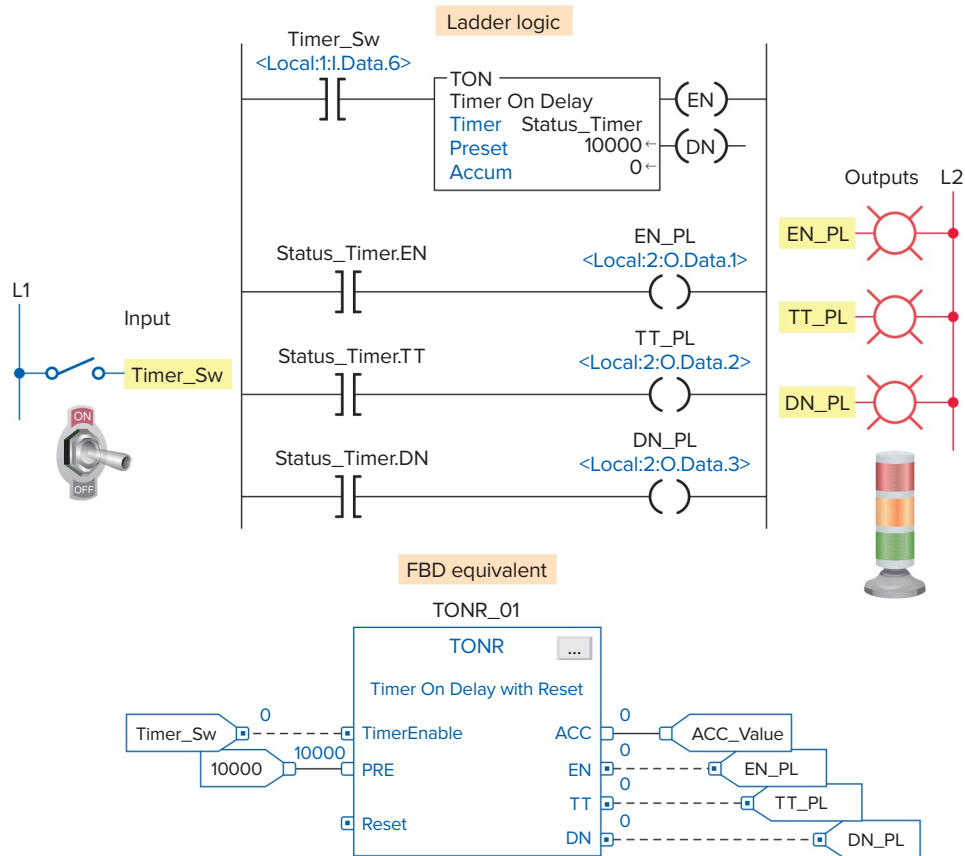 Ladder logic
Timer_Sw
<Local:1:I.Data.6>
TON
Timer On Delay
Timer Status_Timer
Preset 10000
Accum 0
EN
DN
Outputs L2
EN_PL
TT_PL
DN_PL
L1
Input
Timer_Sw
ON
OFF
Status_Timer.EN
EN_PL
<Local:2:O.Data.1>
Status_Timer.TT
TT_PL
<Local:2:O.Data.2>
Status_Timer.DN
DN_PL
<Local:2:O.Data.3>
FBD equivalent
TONR_01
TONR ...
Timer On Delay with Reset
Timer_Sw 0 TimerEnable
10000 10000 PRE
Reset
ACC 0 ACC_Value
EN 0 EN_PL
TT 0 TT_PL
DN 0 DN_PL